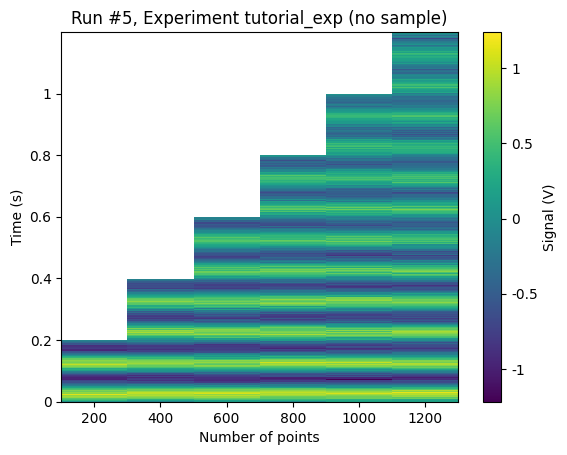 Run #5, Experiment tutorial_exp (no sample)
Time (s)
1
0.8
0.6
0.4
0.2
0
200 400 600 800 1000 1200
Number of points
1
0.5
0
-0.5
-1
Signal (V)